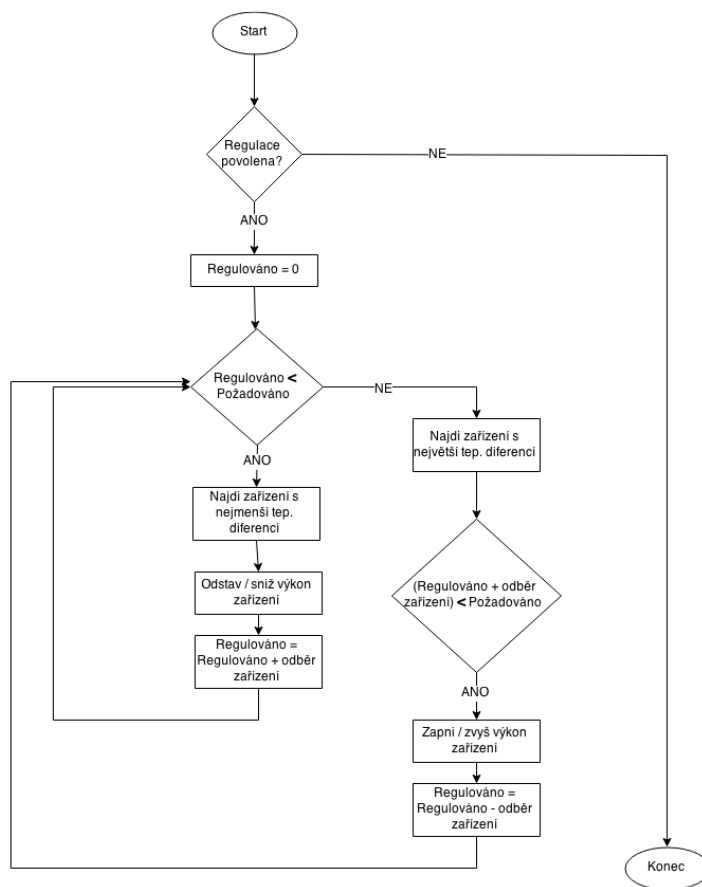 Start
Regulace
povolena?
NE
ANO
Regulováno = 0
Regulováno <
Požadováno
NE
ANO
Najdi zařízení s
největši tep. diferencí
Najdi zařízení s
nejmenší tep.
diferencí
(Regulováno + odběr
zařízení) < Požadováno
Odstav / sniž výkon
zařízení
Regulováno =
Regulováno + odběr
zařízení
ANO
Zapni / zvyš výkon
zařízení
Regulováno =
Regulováno - odběr
zařízení
Konec